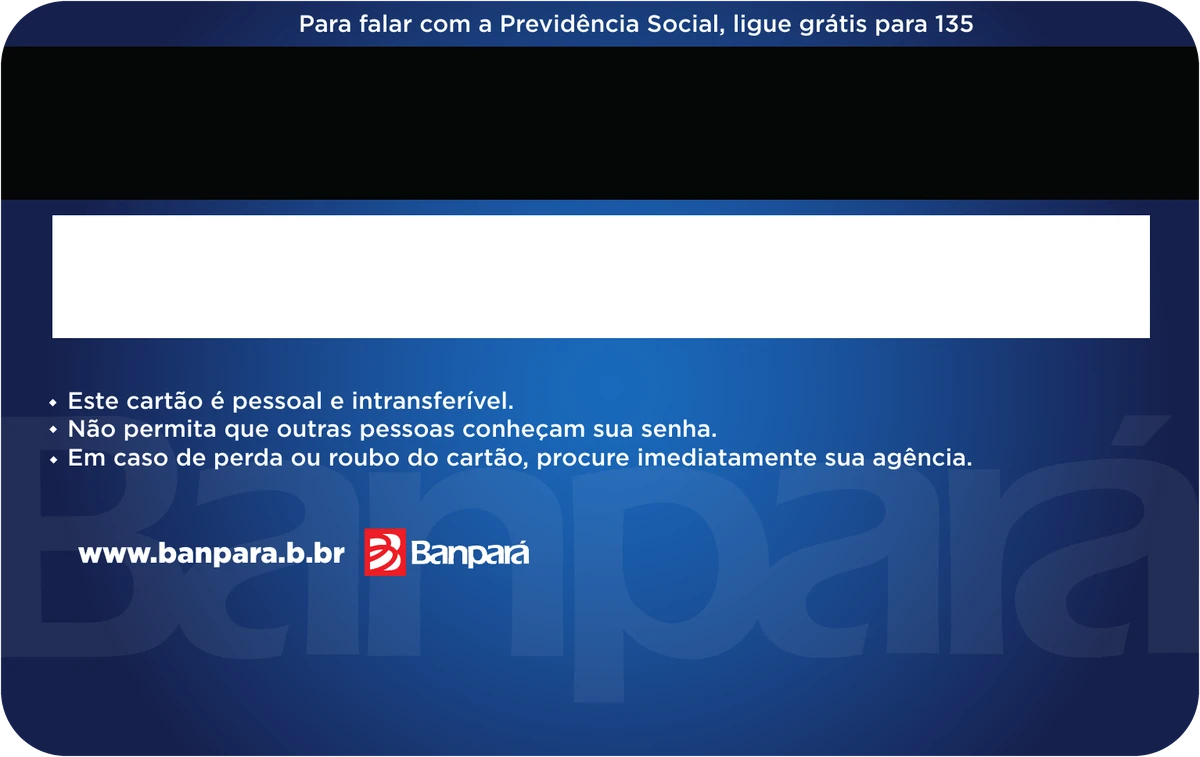 Para falar com a Previdência Social, ligue grátis para 135
Este cartão é pessoal e intransferível.
Não permita que outras pessoas conheçam sua senha.
Em caso de perda ou roubo do cartão, procure imediatamente sua agência.
www.banpara.b.br Banpará
Banpará